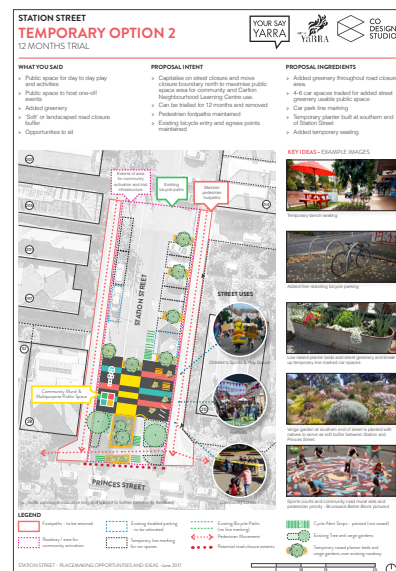 STATION STREET
TEMPORARY OPTION 2
12 MONTHS TRIAL
YOUR SAY
YARRA
YARRA
CO
DESIGN
STUDIO
WHAT YOU SAID
> Public space for day to day play
and activities
> Public space to host one-off
events
> Added greenery
> 'Soft' or landscaped road closure
buffer
> Opportunities to sit
PROPOSAL INTENT
> Capitalise on street closure and move
closure boundary north to maximise public
space area for community and Carlton
Neighbourhood Learning Centre use.
> Can be trialled for 12 months and removed
> Pedestrian footpaths maintained
> Existing bicycle entry and egress points
maintained
PROPOSAL INGREDIENTS
> Added greenery throughout road closure
area.
> 4-6 car spaces traded for added street
greenery usable public space
> Car park line marking
> Temporary planter built at southern end
of Station Street
> Added temporary seating
KEY IDEAS - EXAMPLE IMAGES
Temporary bench seating
Added free-standing bicycle parking
Low raised planter beds add street greenery and break
up temporary line marked car spaces
Verge garden at southern end of street is planted with
natives to serve as soft buffer between Station and
Princes Street
Sports courts and community road mural adds and
pedestrian priority - Brunswick Better Block pictured
Extents of area
for community
activation and trial
infrastructure
Existing
bicycle paths
Maintain
pedestrian
footpaths
STATION STREET
STREET USES
Children's Sports & Play Space
Community Mural &
Multipurpose Public Space
PRINCES STREET
LEGEND
Footpaths - to be retained
Roadway / area for
community activation
Existing disabled parking
- to be relocated
Temporary line marking
for car spaces
Existing Bicycle Paths
(no line marking)
Pedestrian Movement
Potential road closure extents
Cycle Alert Strips - painted (not raised)
Existing Tree and verge gardens
Temporary raised planter beds and
verge gardens over existing roadway
STATION STREET - PLACEMAKING OPPORTUNITIES AND IDEAS - June 2017